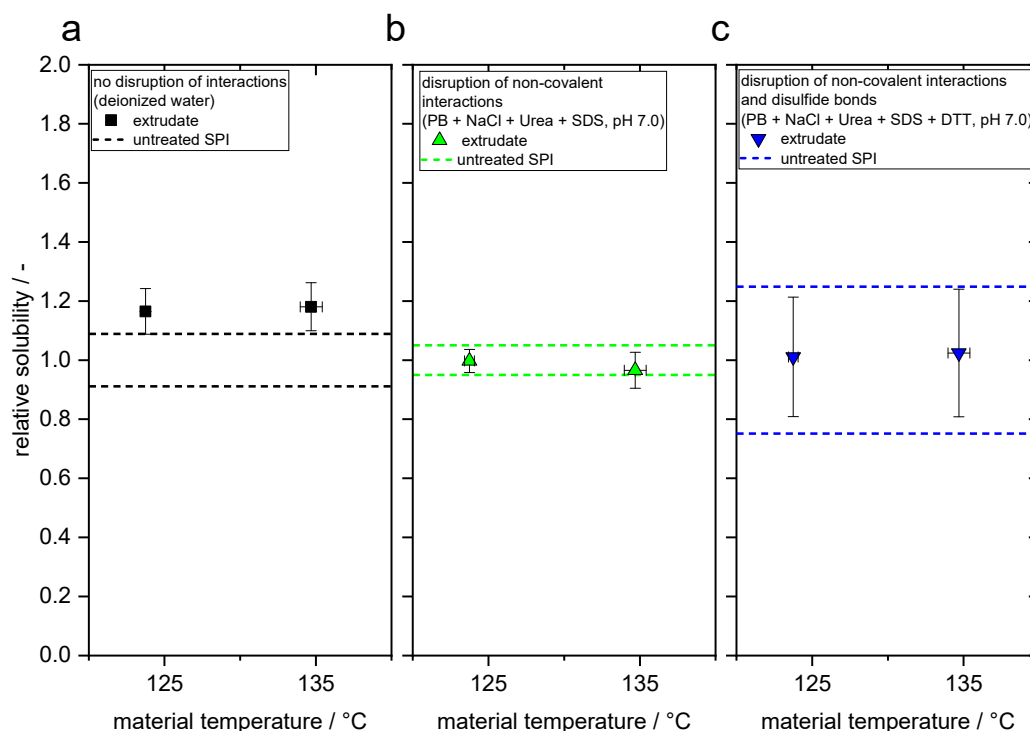 a
b
c
no disruption of interactions
(deionized water)
extrudate
untreated SPI
disruption of non-covalent
interactions
(PB + NaCl + Urea + SDS, pH 7.0)
extrudate
untreated SPI
disruption of non-covalent interactions
and disulfide bonds
(PB + NaCl + Urea + SDS + DTT, pH 7.0)
extrudate
untreated SPI
relative solubility / -
2.0
1.8
1.6
1.4
1.2
1.0
0.8
0.6
0.4
0.2
0.0
125
135
125
135
125
135
material temperature / °C
material temperature / °C
material temperature / °C